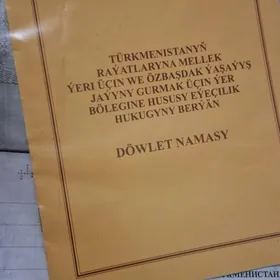 TÜRKMENISTANYŇ
RAÝATLARYNA MELLEK
ÝERI ÜÇIN WE ÖZBAŞDAK ÝAŞAÝYŞ
JAÝYNY GURMAK ÜÇIN ÝER
BÖLEGINE HUSUSY EÝEÇILIK
HUKUGYNY BERÝÄN
DÖWLET NAMASY